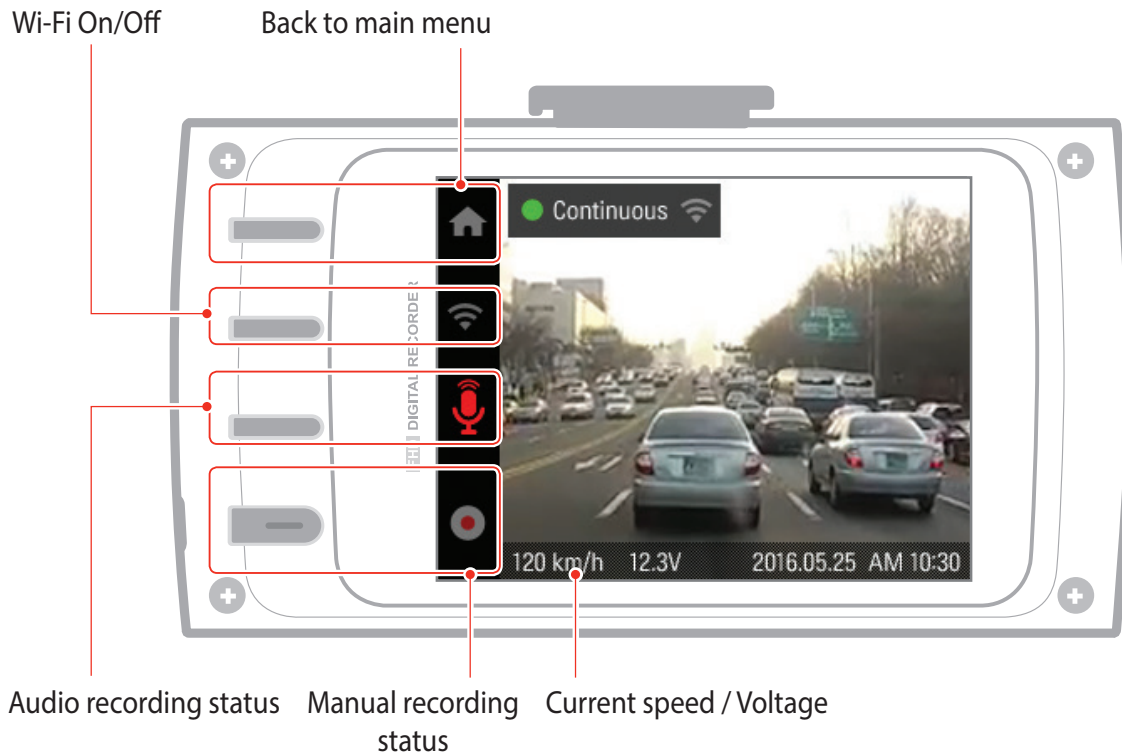 Wi-Fi On/Off
Back to main menu
Continuous
FHD DIGITAL RECORDER
120 km/h 12.3V 2016.05.25 AM 10:30
Audio recording status
Manual recording
status
Current speed / Voltage